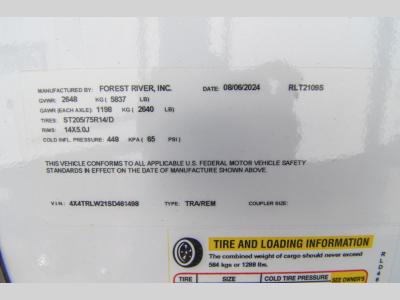 MANUFACTURED BY: FOREST RIVER, INC. DATE: 08/06/2024 RLT2109S
GVWR: 2648 KG ( 5837 LB)
GAWR (EACH AXLE): 1198 KG ( 2640 LB)
TIRES: ST205/75R14/D
RIMS: 14X5.0J
COLD INFL. PRESSURE: 449 KPA ( 65 PSI)
THIS VEHICLE CONFORMS TO ALL APPLICABLE U.S. FEDERAL MOTOR VEHICLE SAFETY
STANDARDS IN EFFECT ON THE DATE OF MANUFACTURE SHOWN ABOVE.
V.I.N.: 4X4TRLW21SD461498 TYPE: TRA/REM COUPLER SIZE:
TIRE AND LOADING INFORMATION
The combined weight of cargo should never exceed
584 kgs or 1288 lbs.
TIRE SIZE COLD TIRE PRESSURE SEE OWNER'S